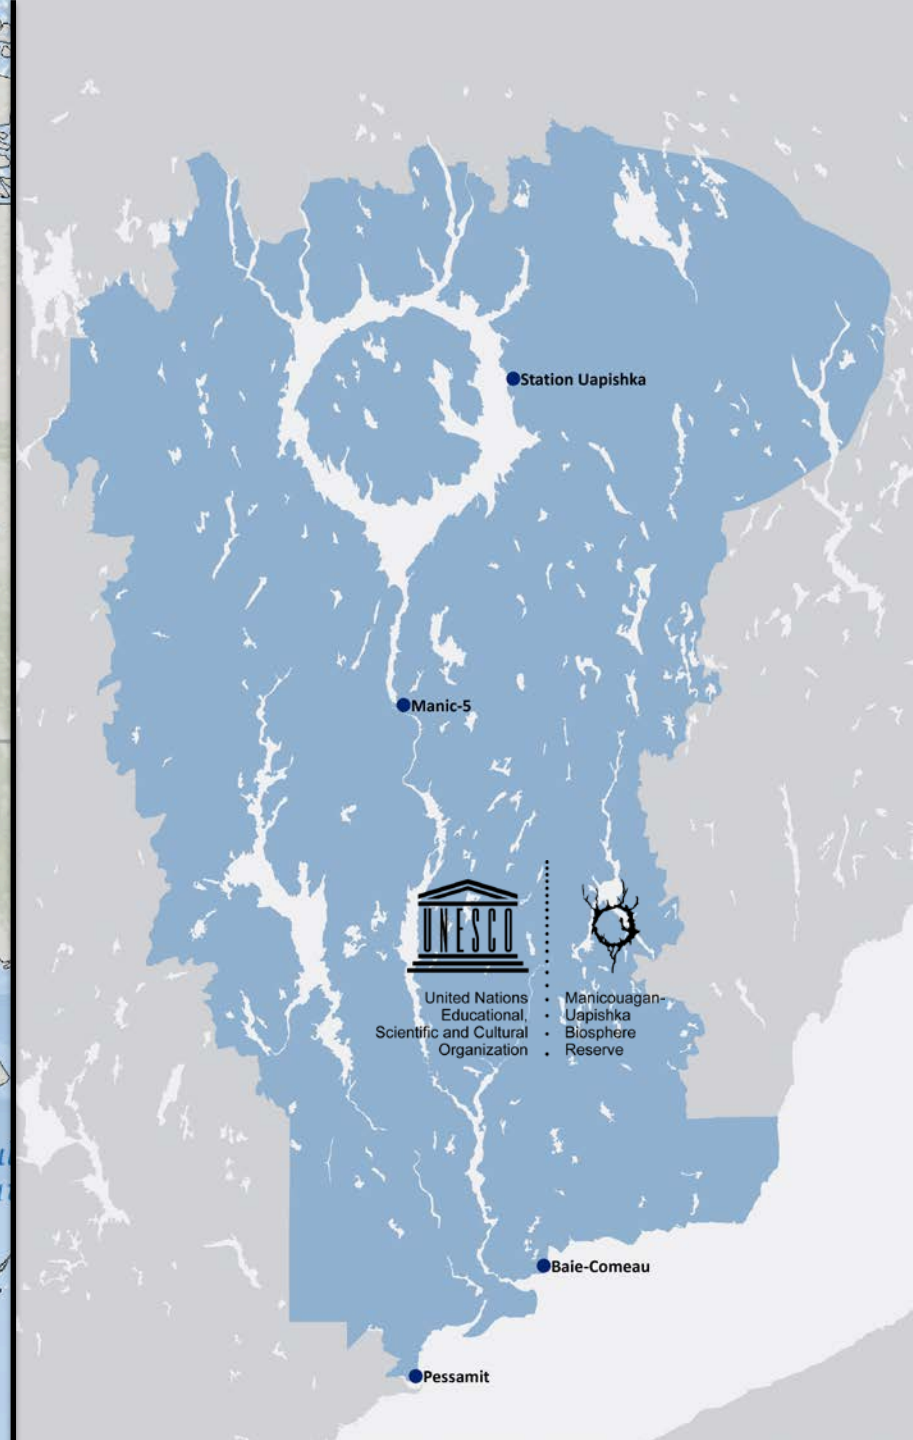 Station Uapishka
Manic-5
UNESCO
United Nations
Educational,
Scientific and Cultural
Organization
Manicouagan-
Uapishka
Biosphere
Reserve
Baie-Comeau
Pessamit